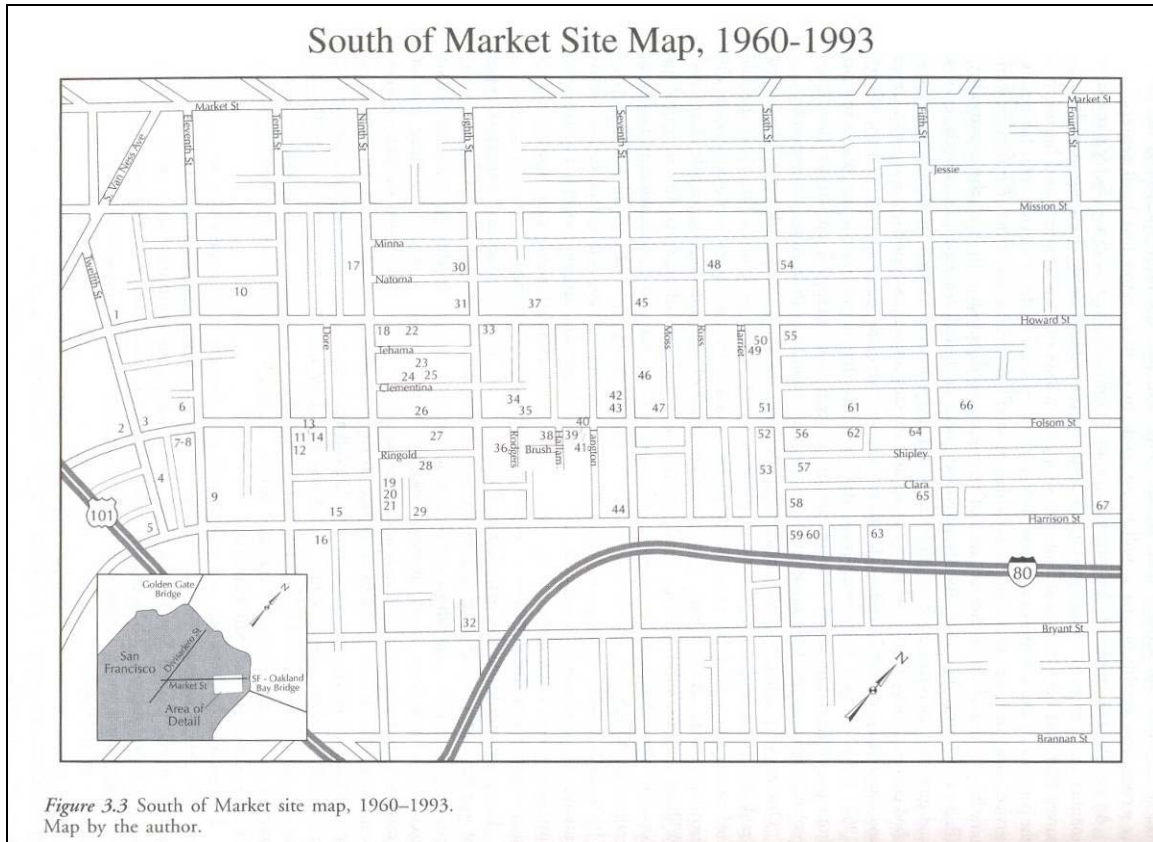 South of Market Site Map, 1960-1993
Market St
Market St
S. Van Ness Ave
Eleventh St
Tenth St
Ninth St
Eighth St
Seventh St
Sixth St
Fifth St
Fourth St
Jessie
Mission St
Twelfth St
Minna
17
30
48
54
Natoma
10
31
37
45
1
Howard St
Dore
18
22
33
Moss
Russ
Harriet
50
55
49
Tehama
23
24
25
46
Clementina
6
34
42
26
35
43
47
51
61
66
2
3
13
40
Folsom St
7-8
11
14
27
38
39
52
56
62
64
12
36
Rodgers
Brush
Hallam
41
Langton
Ringold
Shipley
4
28
53
57
19
Clara
9
20
65
21
58
15
29
44
67
5
Harrison St
101
16
59
60
63
80
Golden Gate
Bridge
N
32
Bryant St
San
Francisco
Divisadero St
Market St
SF - Oakland
Bay Bridge
Area of
Detail
N
Brannan St
Figure 3.3 South of Market site map, 1960–1993.
Map by the author.